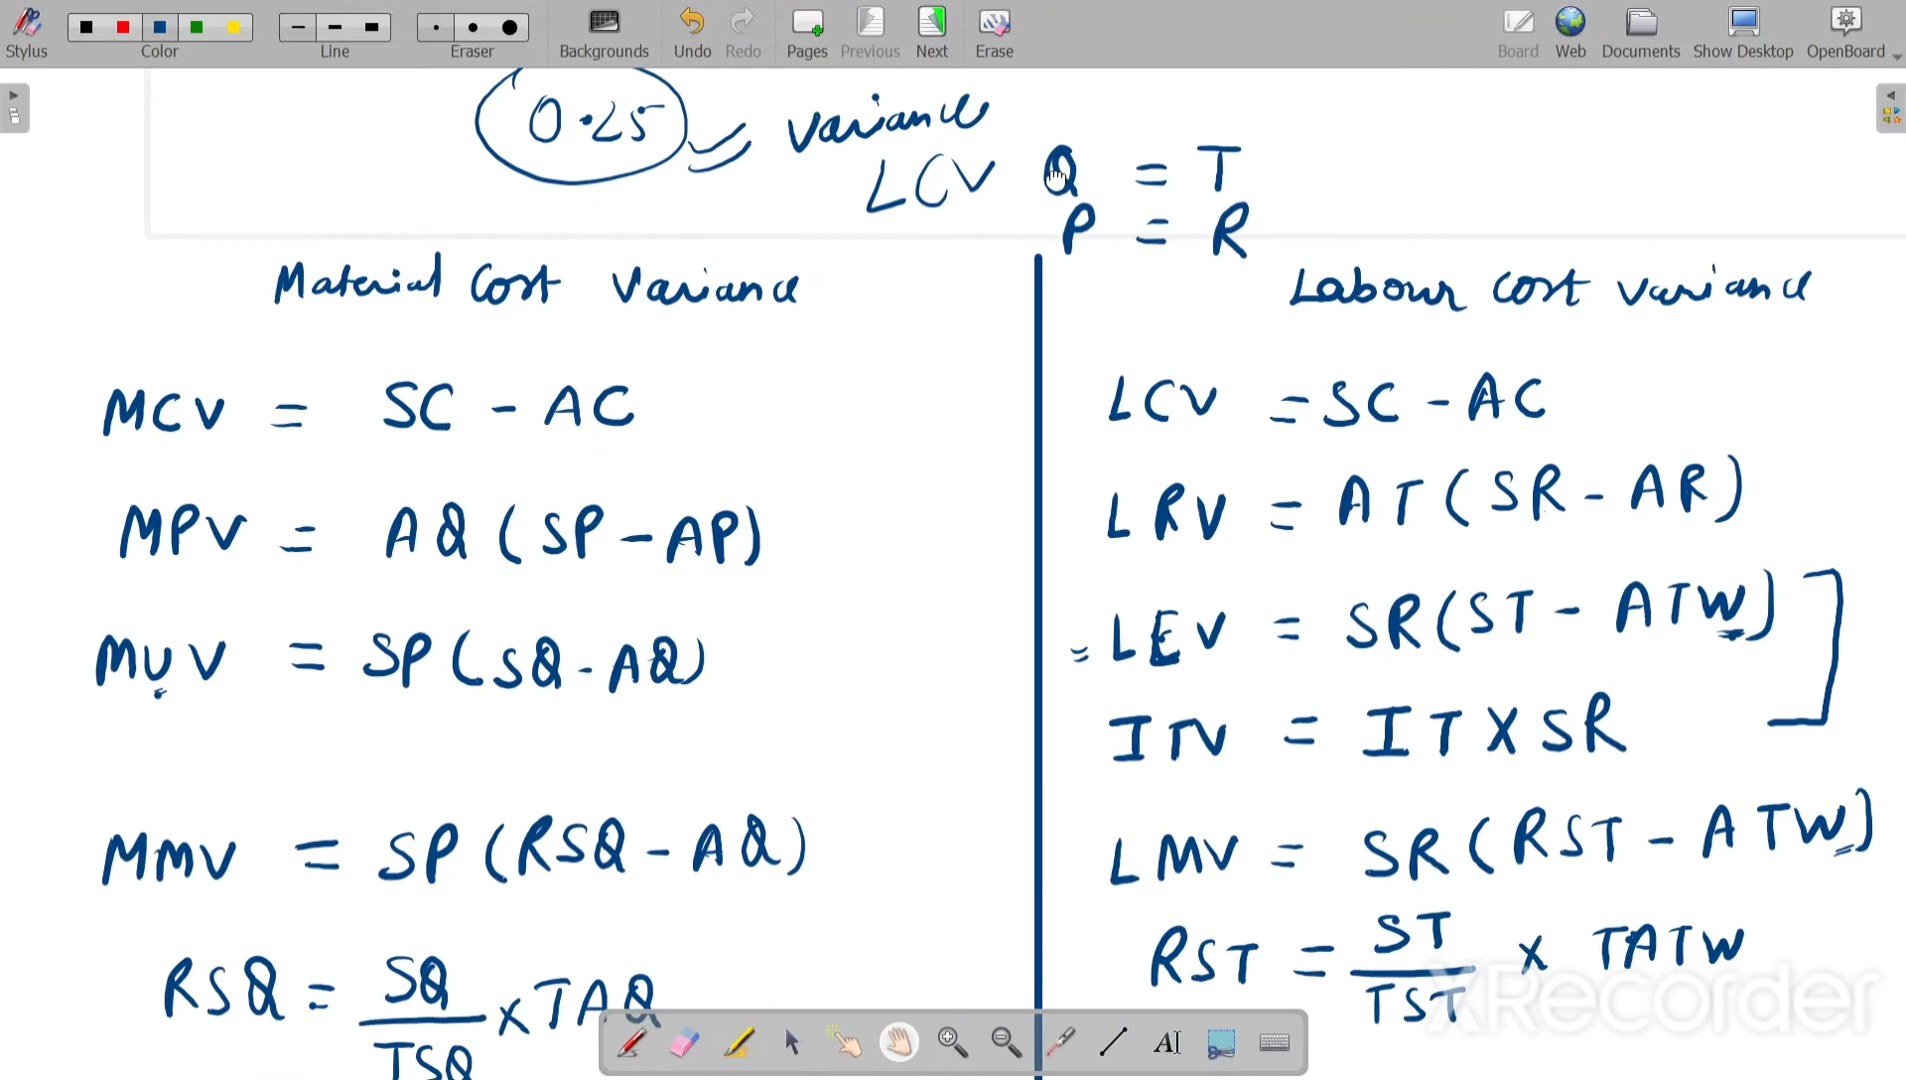 Stylus
Color
Line
Eraser
Backgrounds
Undo
Redo
Pages
Previous
Next
Erase
Board
Web
Documents
Show Desktop
OpenBoard
0.25
variance
LCV Q = T
P = R
Material Cost Variance
MCV = SC - AC
MPV = AQ (SP - AP)
MUV = SP (SQ - AQ)
MMV = SP (RSQ - AQ)
RSQ = SQ / TSQ × TAQ
Labour cost variance
LCV = SC - AC
LRV = AT (SR - AR)
= LEV = SR (ST - ATW)
ITV = IT X SR
LMV = SR (RST - ATW)
RST = ST / TST × TATW
XRecorder